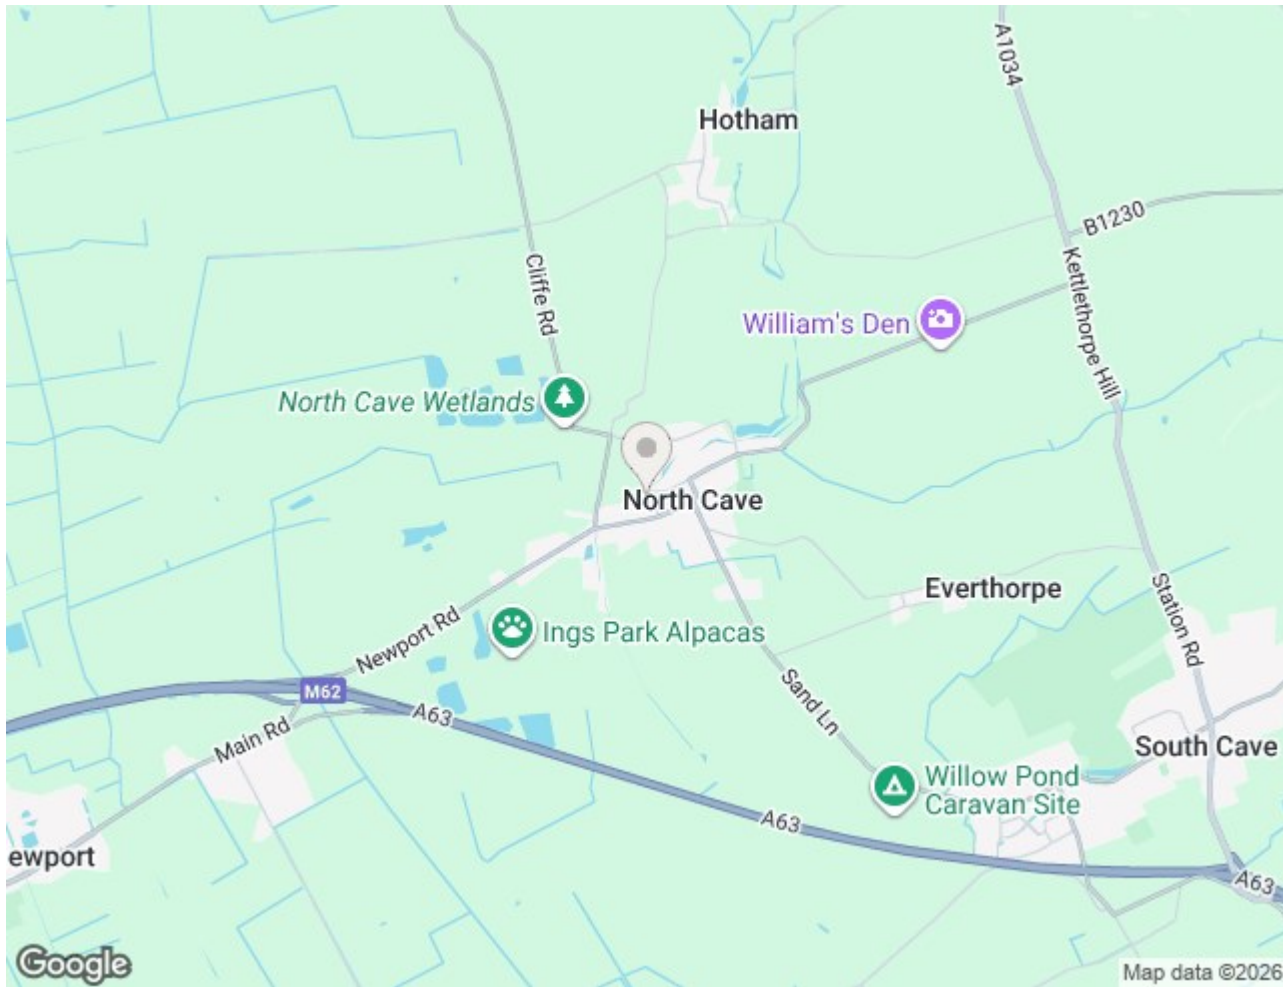 A1034
Hotham
B1230
Cliffe Rd
Kettlethorpe Hill
William's Den
North Cave Wetlands
North Cave
Everthorpe
Station Rd
Newport Rd
Ings Park Alpacas
M62
Sand Ln
A63
Main Rd
South Cave
Willow Pond
Caravan Site
A63
ewport
A63
Google
Map data ©2026